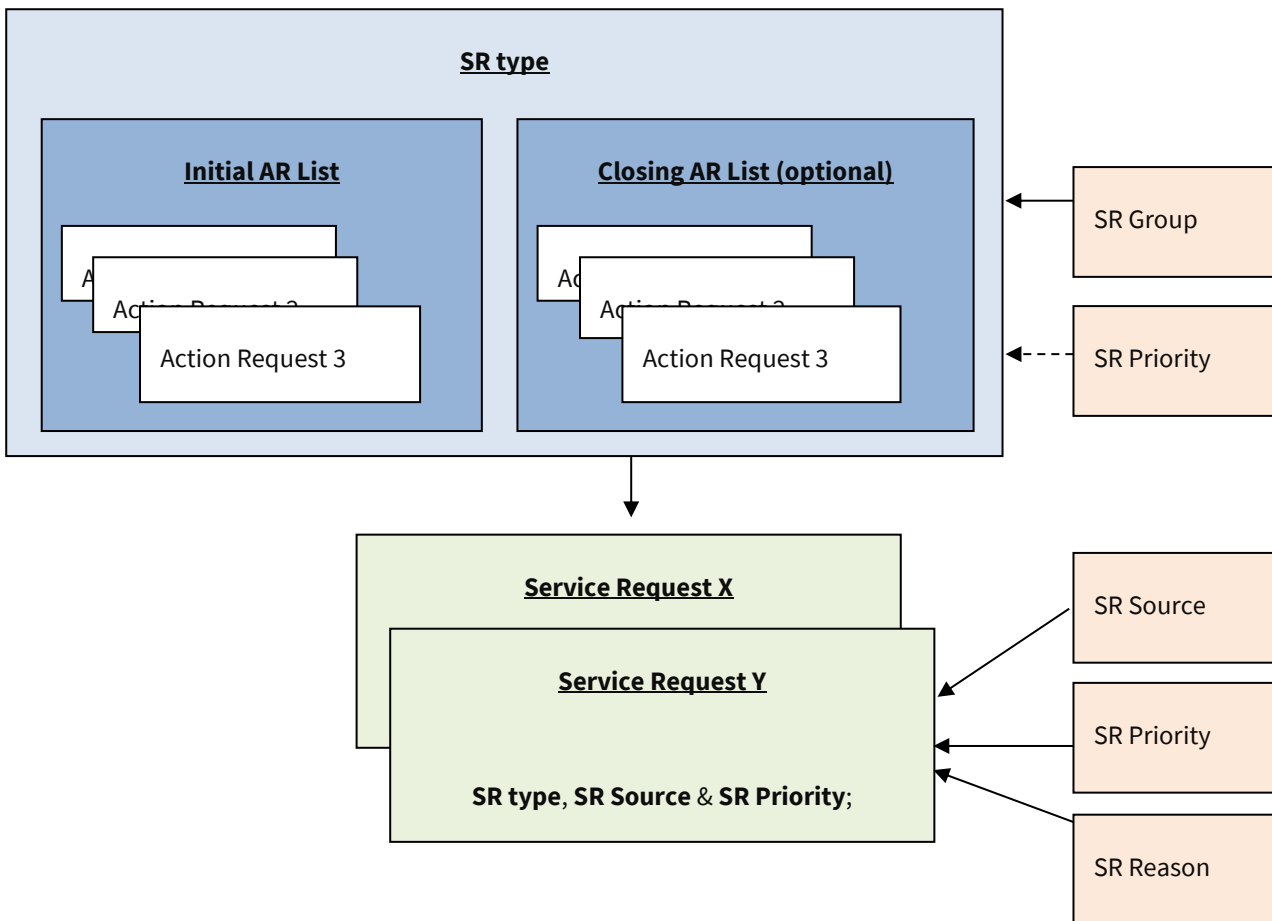 SR type
Initial AR List
Closing AR List (optional)
Action Request 3
Action Request 3
SR Group
SR Priority
Service Request X
Service Request Y
SR type, SR Source & SR Priority;
SR Source
SR Priority
SR Reason